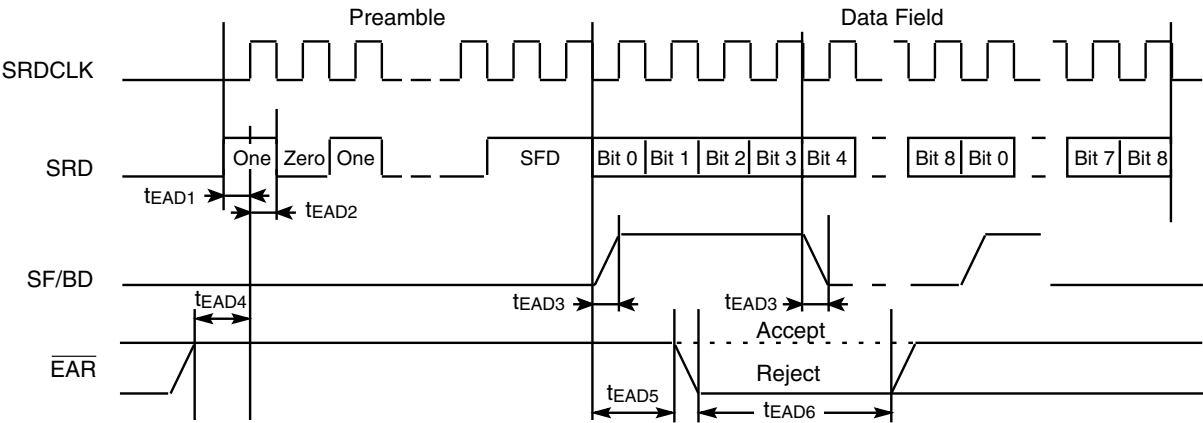 Preamble
Data Field
SRDCLK
SRD
One
Zero
One
SFD
Bit 0
Bit 1
Bit 2
Bit 3
Bit 4
Bit 8
Bit 0
Bit 7
Bit 8
tEAD1
tEAD2
SF/BD
tEAD4
tEAD3
tEAD3
EAR
Accept
Reject
tEAD5
tEAD6